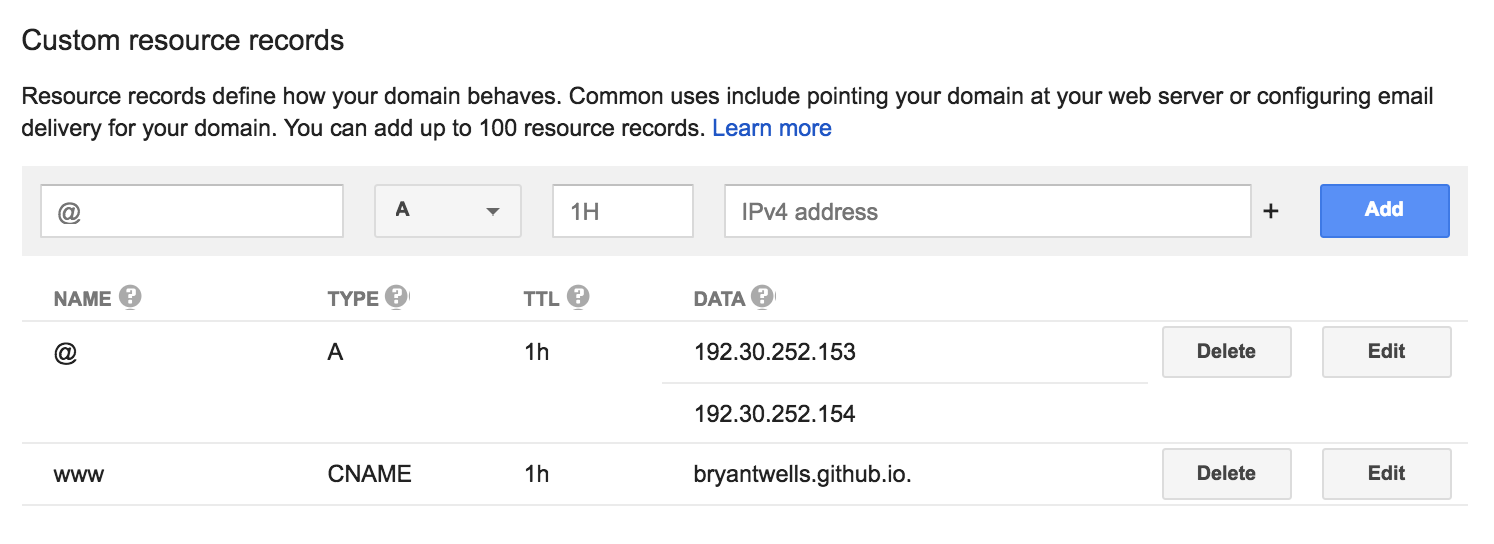 Custom resource records
Resource records define how your domain behaves. Common uses include pointing your domain at your web server or configuring email
delivery for your domain. You can add up to 100 resource records. Learn more
@ A 1H IPv4 address + Add
NAME ? TYPE ? TTL ? DATA ?
@ A 1h 192.30.252.153 Delete Edit
192.30.252.154
www CNAME 1h bryantwells.github.io. Delete Edit